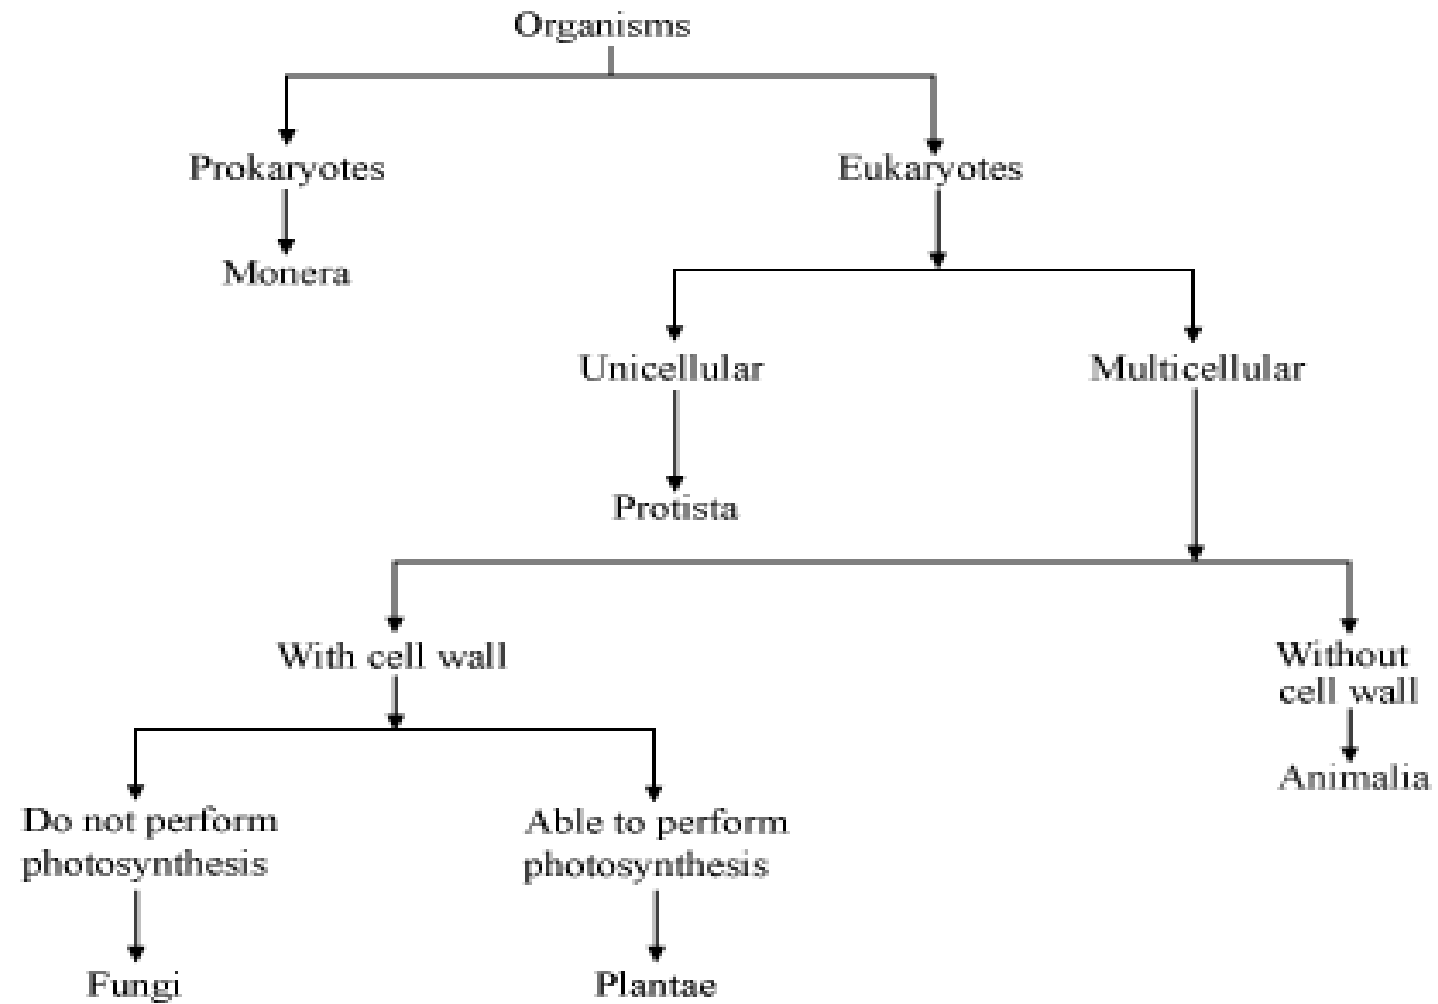 Organisms
Prokaryotes
Eukaryotes
Monera
Unicellular
Multicellular
Protista
With cell wall
Without
cell wall
Animalia
Do not perform
photosynthesis
Able to perform
photosynthesis
Fungi
Plantae